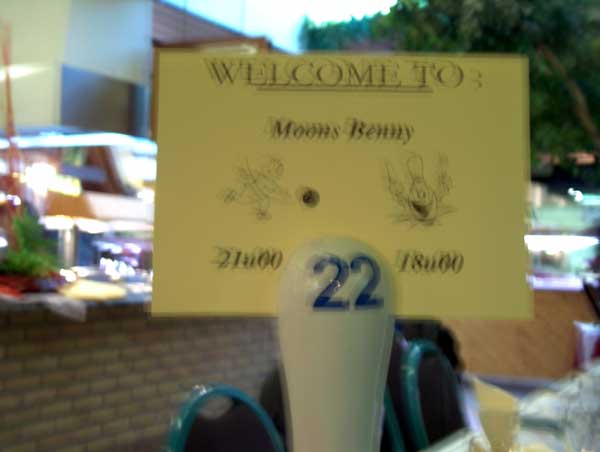 WELCOME TO :
Moons Benny
21u00 18u00
22